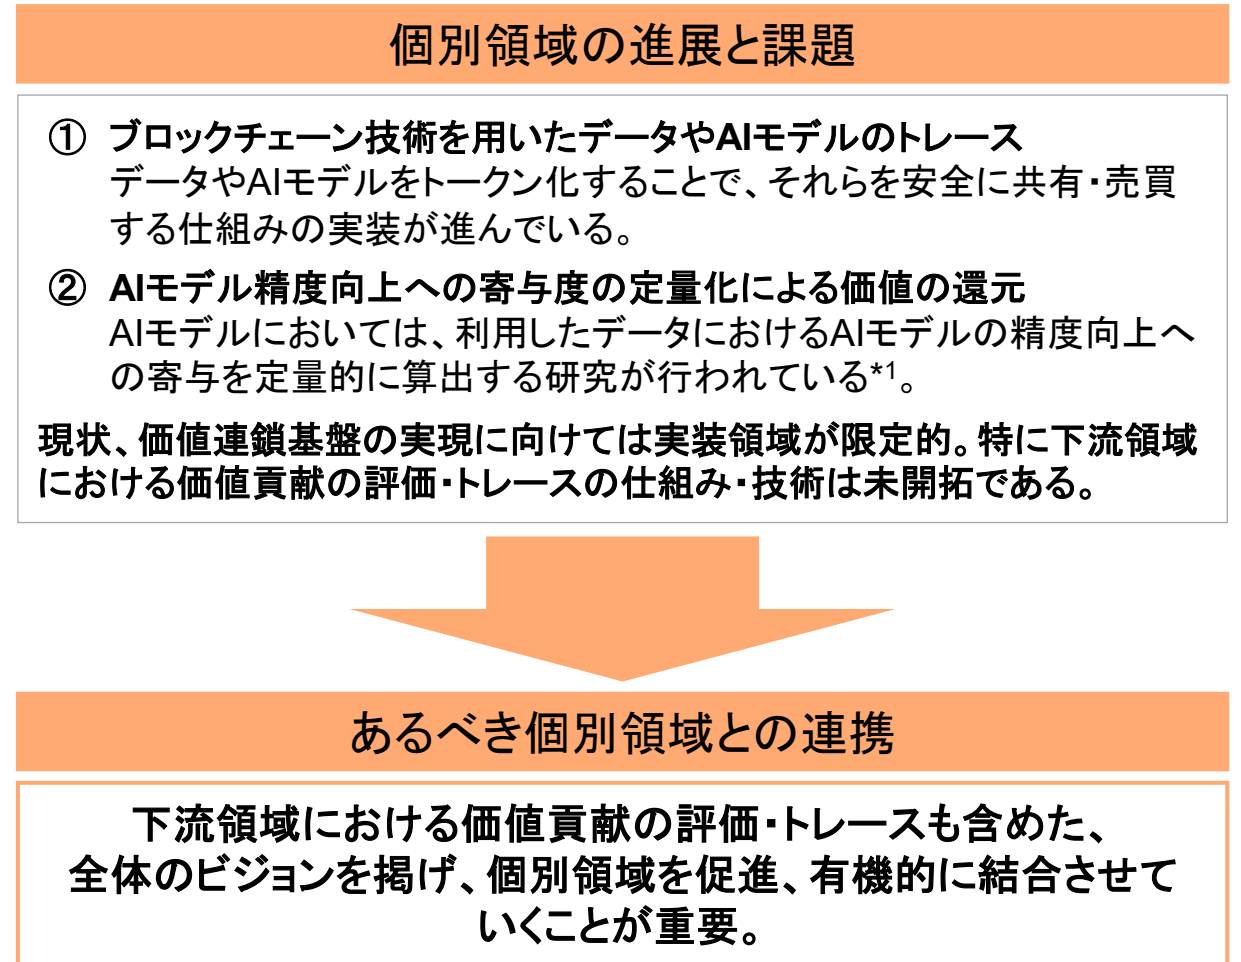 個別領域の進展と課題
① ブロックチェーン技術を用いたデータやAIモデルのトレース
データやAIモデルをトークン化することで、それらを安全に共有・売買
する仕組みの実装が進んでいる。
② AIモデル精度向上への寄与度の定量化による価値の還元
AIモデルにおいては、利用したデータにおけるAIモデルの精度向上へ
の寄与を定量的に算出する研究が行われている*1。
現状、価値連鎖基盤の実現に向けては実装領域が限定的。特に下流領域
における価値貢献の評価・トレースの仕組み・技術は未開拓である。
あるべき個別領域との連携
下流領域における価値貢献の評価・トレースも含めた、
全体のビジョンを掲げ、個別領域を促進、有機的に結合させて
いくことが重要。